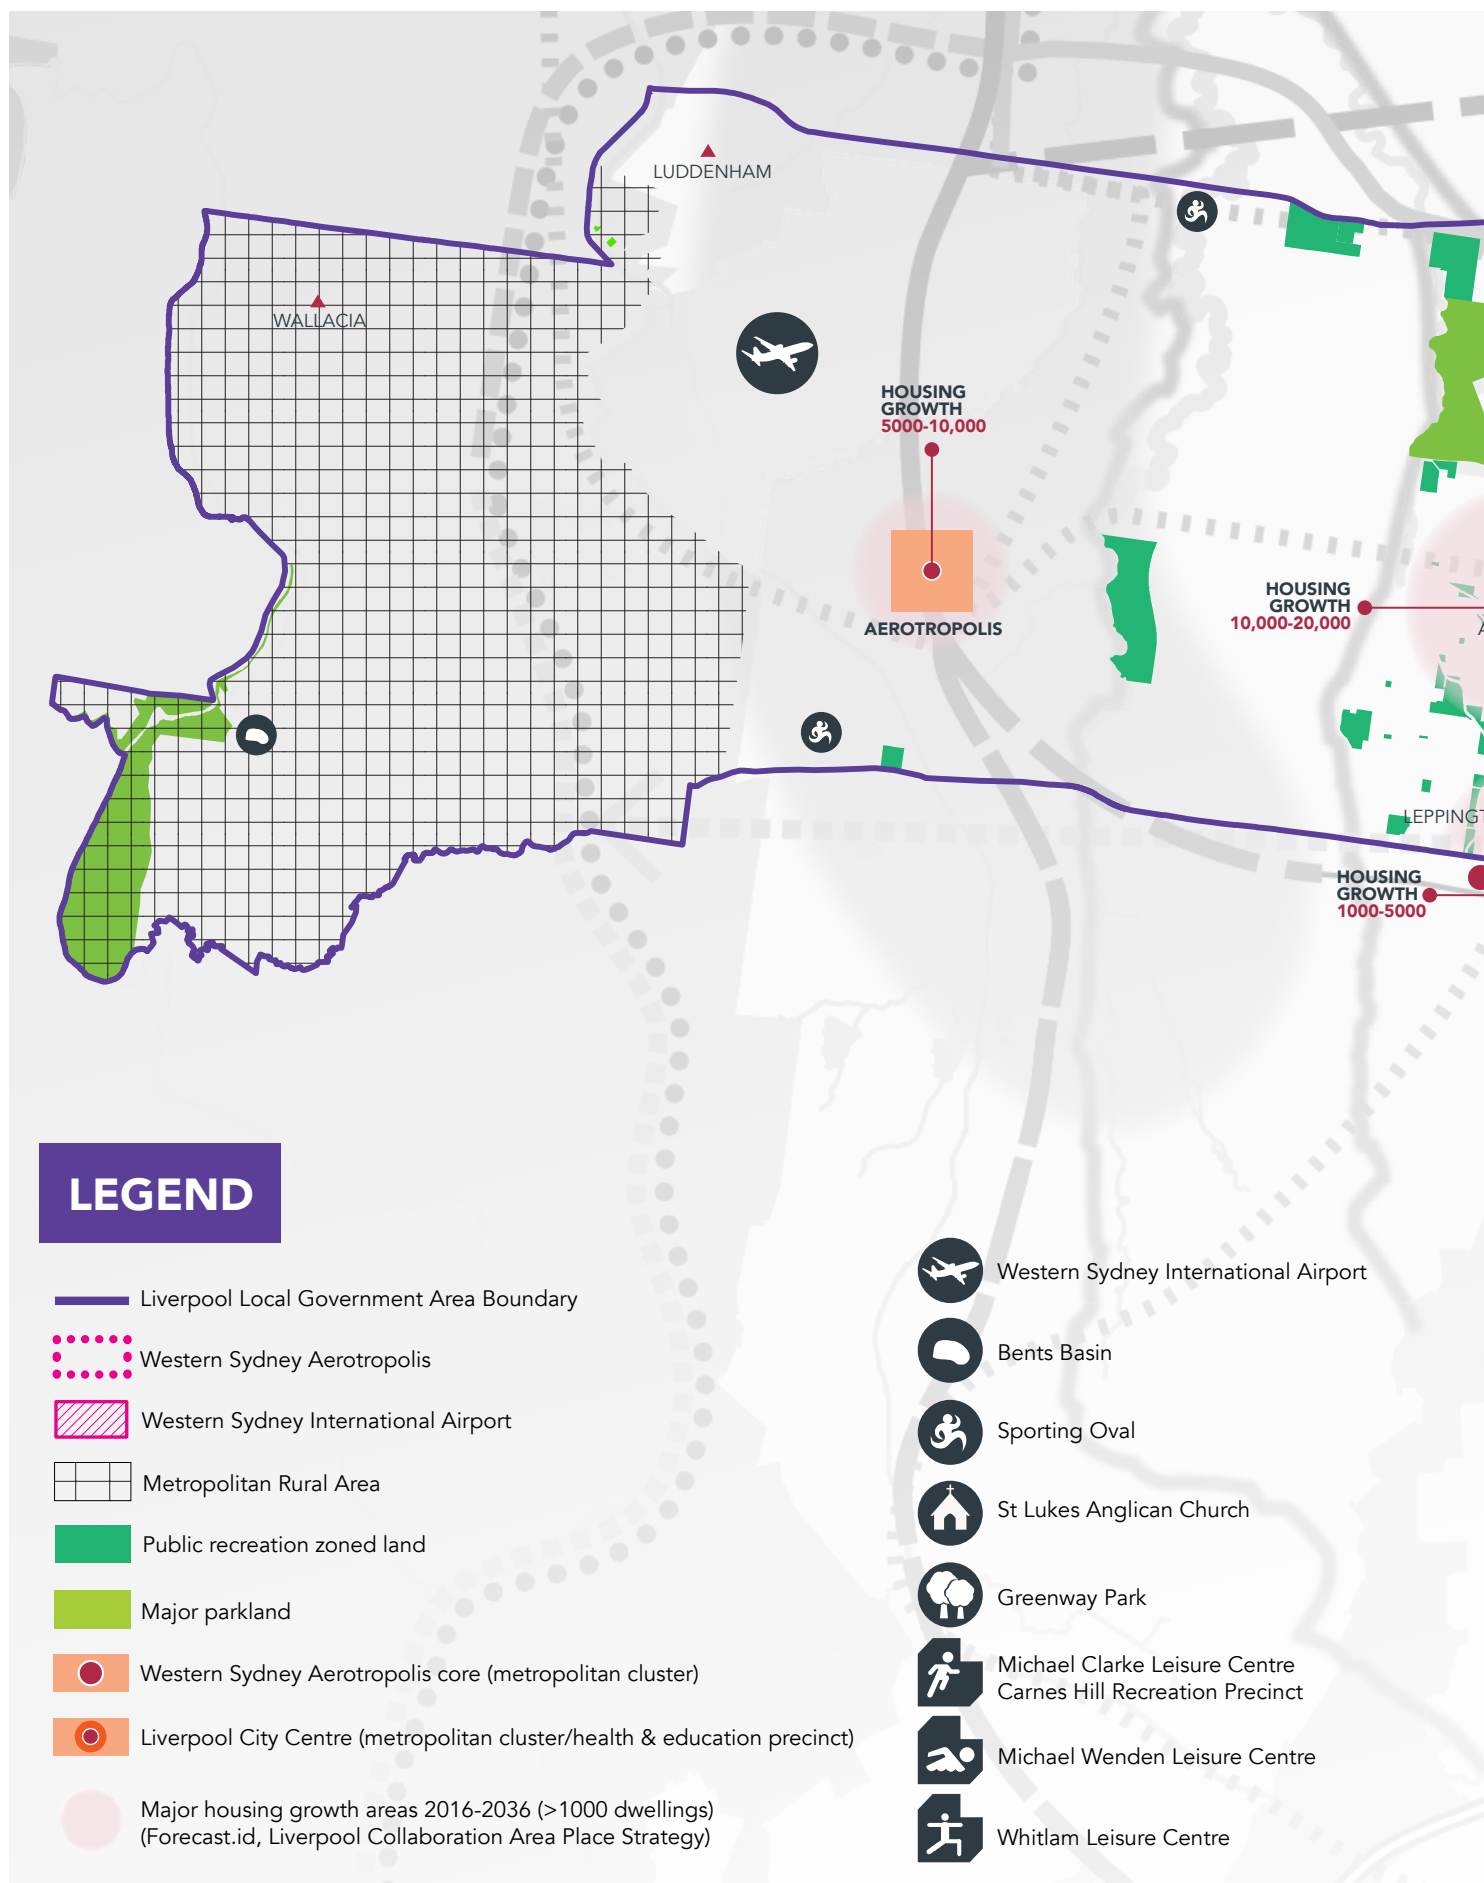 LUDDENHAM
WALLACIA
HOUSING
GROWTH
5000-10,000
AEROTROPOLIS
HOUSING
GROWTH
10,000-20,000
A
LEPPINGT
HOUSING
GROWTH
1000-5000
LEGEND
Liverpool Local Government Area Boundary
Western Sydney Aerotropolis
Western Sydney International Airport
Metropolitan Rural Area
Public recreation zoned land
Major parkland
Western Sydney Aerotropolis core (metropolitan cluster)
Liverpool City Centre (metropolitan cluster/health & education precinct)
Major housing growth areas 2016-2036 (>1000 dwellings)
(Forecast.id, Liverpool Collaboration Area Place Strategy)
Western Sydney International Airport
Bents Basin
Sporting Oval
St Lukes Anglican Church
Greenway Park
Michael Clarke Leisure Centre
Carnes Hill Recreation Precinct
Michael Wenden Leisure Centre
Whitlam Leisure Centre